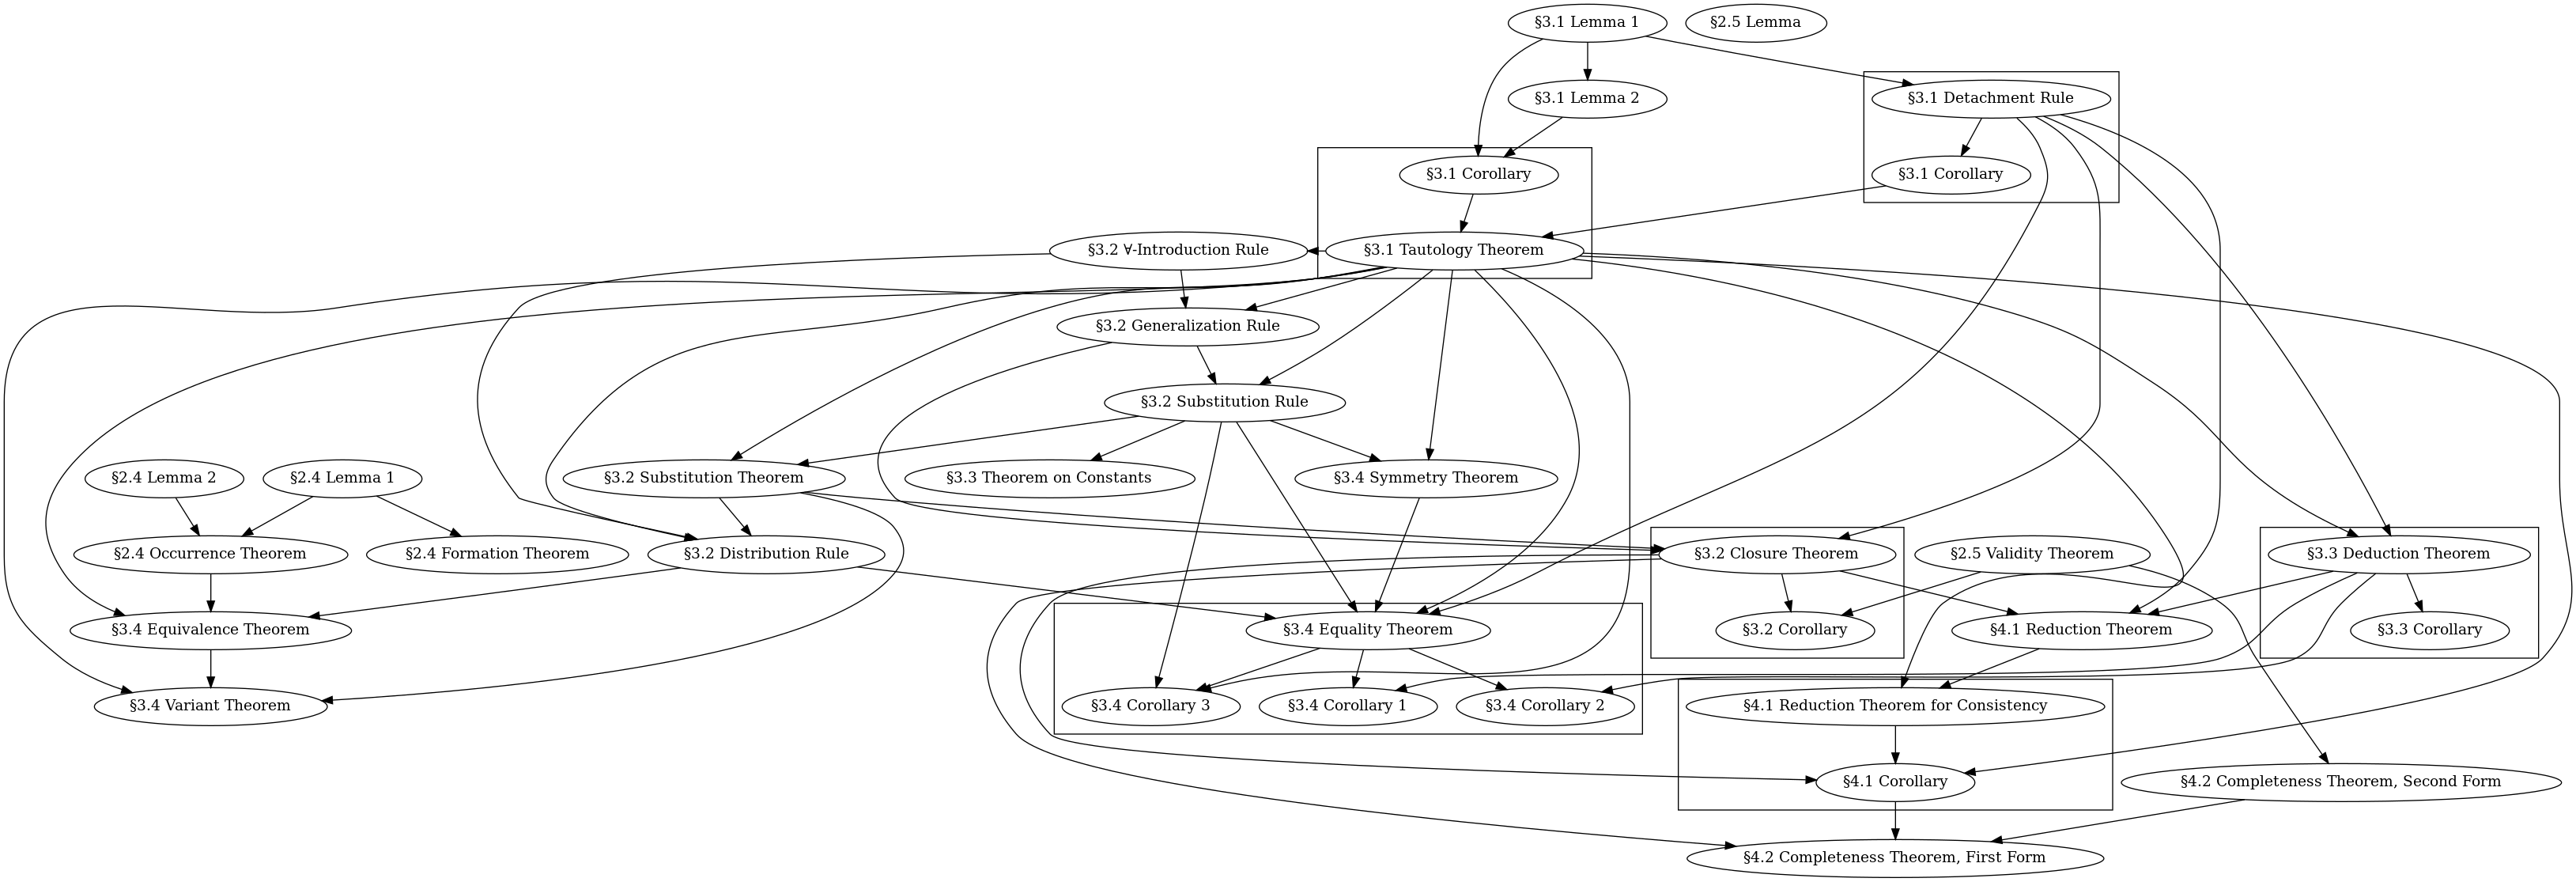 §3.1 Lemma 1
§2.5 Lemma
§3.1 Lemma 2
§3.1 Detachment Rule
§3.1 Corollary
§3.1 Corollary
§3.2 ∀-Introduction Rule
§3.1 Tautology Theorem
§3.2 Generalization Rule
§3.2 Substitution Rule
§2.4 Lemma 2
§2.4 Lemma 1
§3.2 Substitution Theorem
§3.3 Theorem on Constants
§3.4 Symmetry Theorem
§2.4 Occurrence Theorem
§2.4 Formation Theorem
§3.2 Distribution Rule
§3.2 Closure Theorem
§2.5 Validity Theorem
§3.3 Deduction Theorem
§3.4 Equivalence Theorem
§3.4 Equality Theorem
§3.2 Corollary
§4.1 Reduction Theorem
§3.3 Corollary
§3.4 Variant Theorem
§3.4 Corollary 3
§3.4 Corollary 1
§3.4 Corollary 2
§4.1 Reduction Theorem for Consistency
§4.1 Corollary
§4.2 Completeness Theorem, Second Form
§4.2 Completeness Theorem, First Form